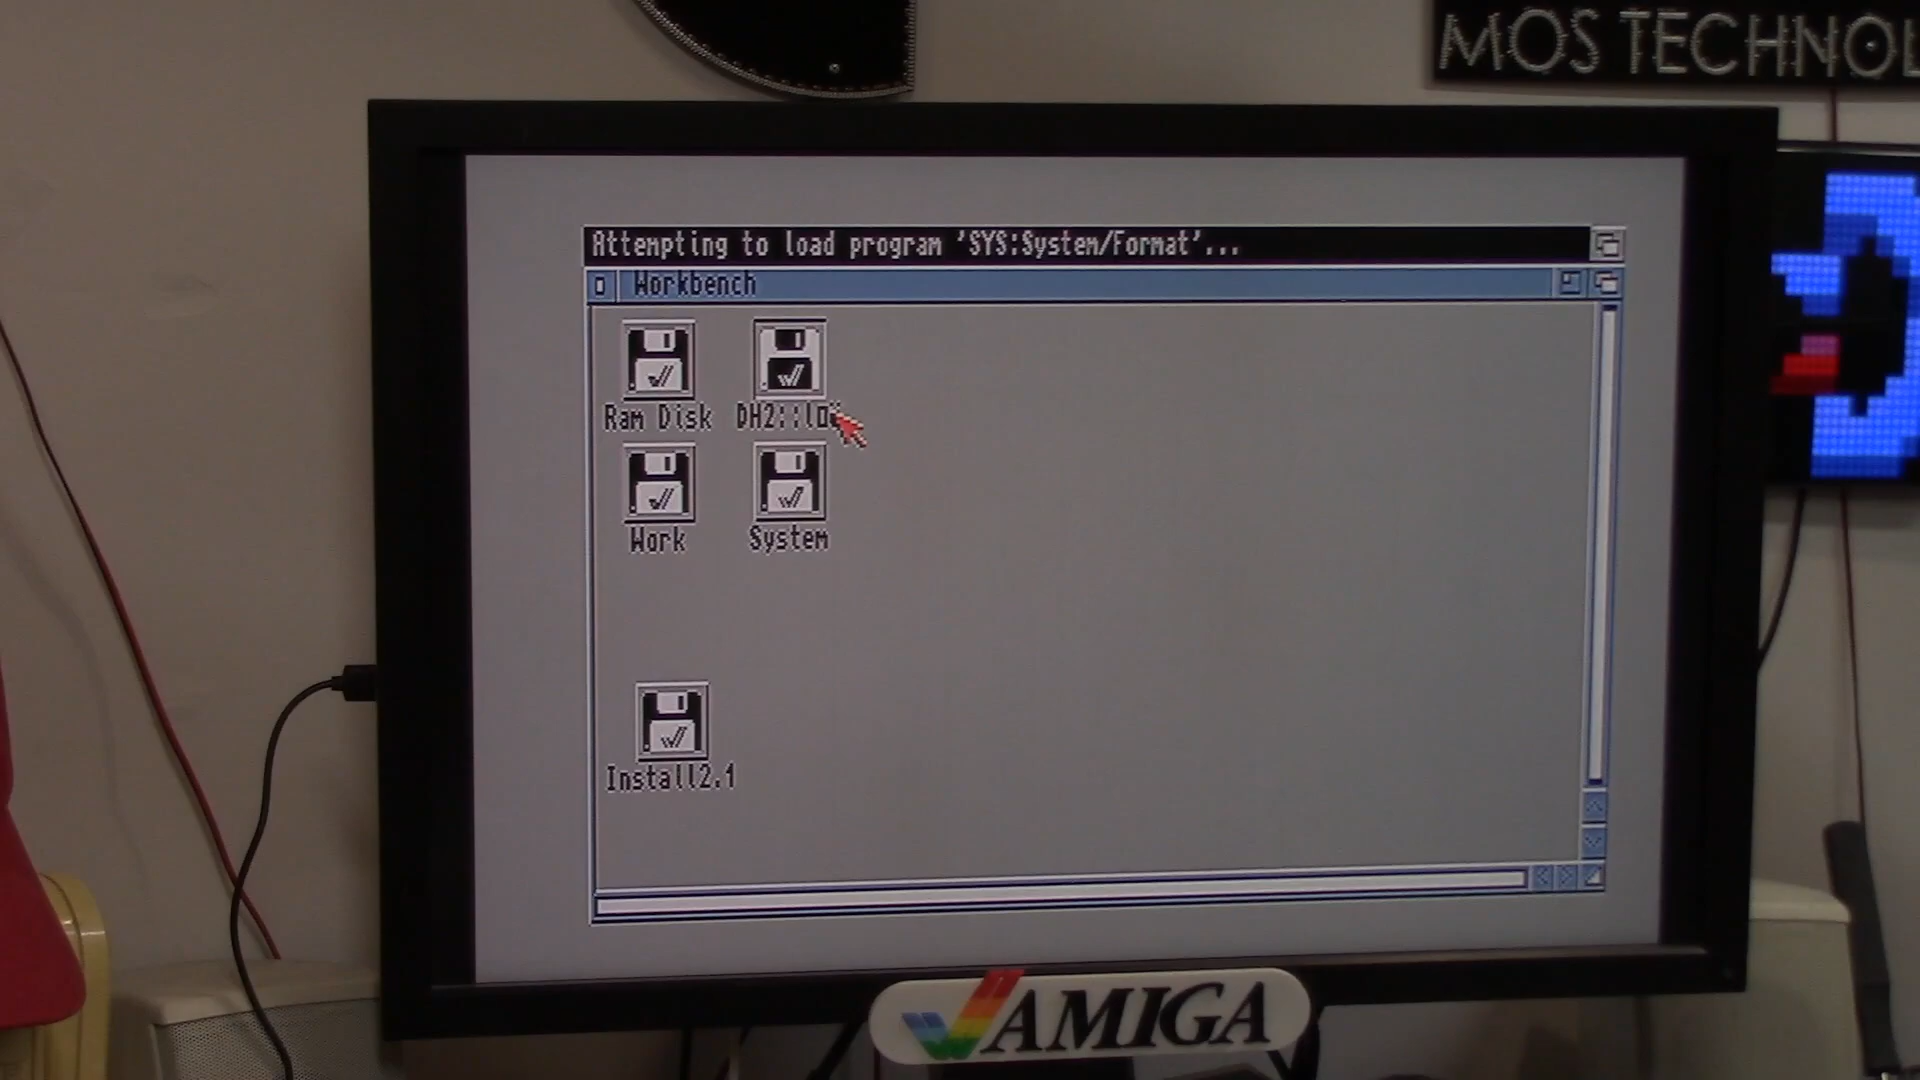 MOS TECHNOL
Attempting to load program 'SYS:System/Format'...
Workbench
Ram Disk
Work
System
Install2.1
AMIGA